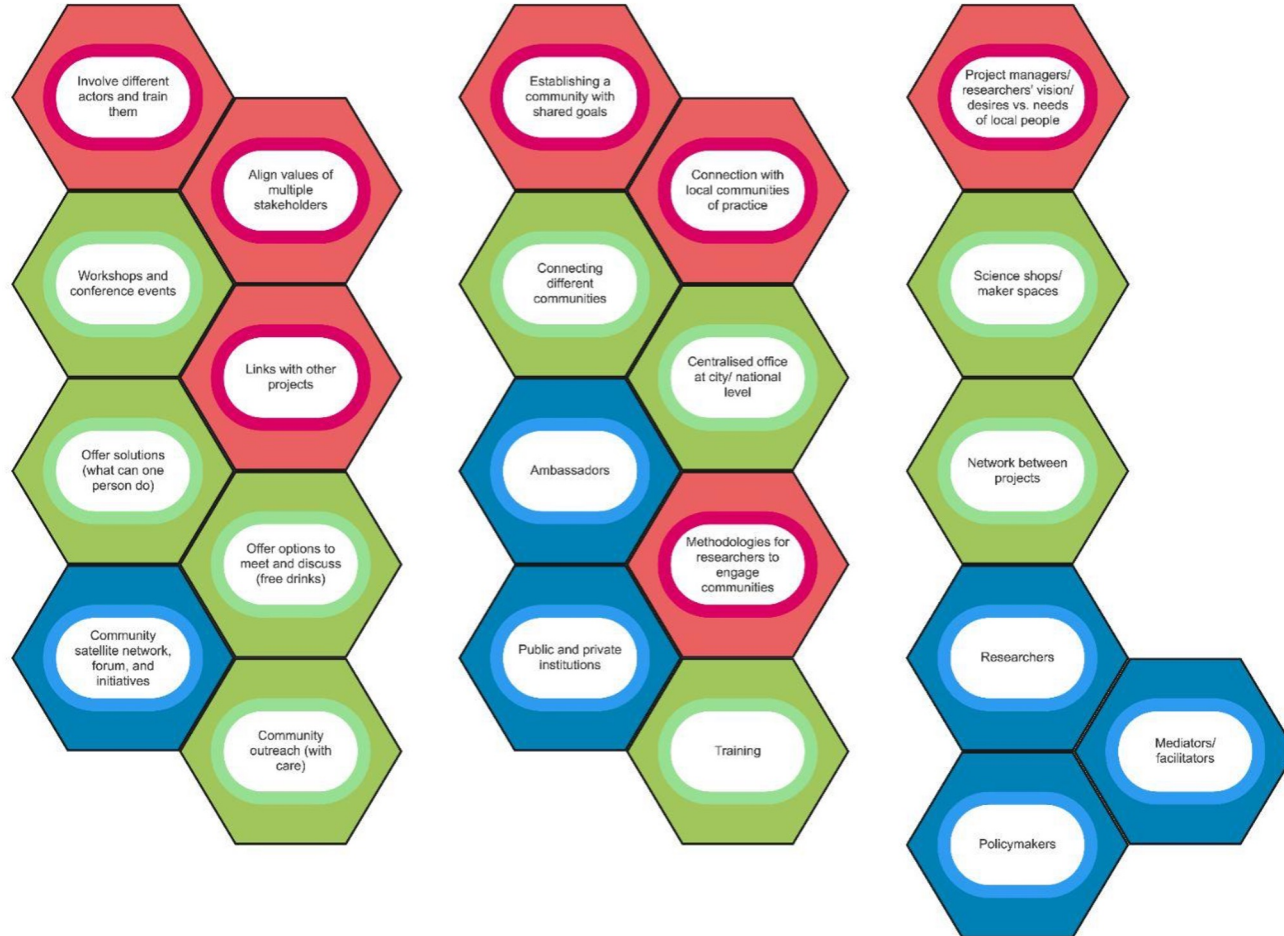 Involve different
actors and train
them
Align values of
multiple
stakeholders
Workshops and
conference events
Links with other
projects
Offer solutions
(what can one
person do)
Offer options to
meet and discuss
(free drinks)
Community
satellite network,
forum, and
initiatives
Community
outreach (with
care)
Establishing a
community with
shared goals
Connection with
local communities
of practice
Connecting
different
communities
Centralised office
at city/ national
level
Ambassadors
Methodologies for
researchers to
engage
communities
Public and private
institutions
Training
Project managers/
researchers' vision/
desires vs. needs
of local people
Science shops/
maker spaces
Network between
projects
Researchers
Mediators/
facilitators
Policymakers